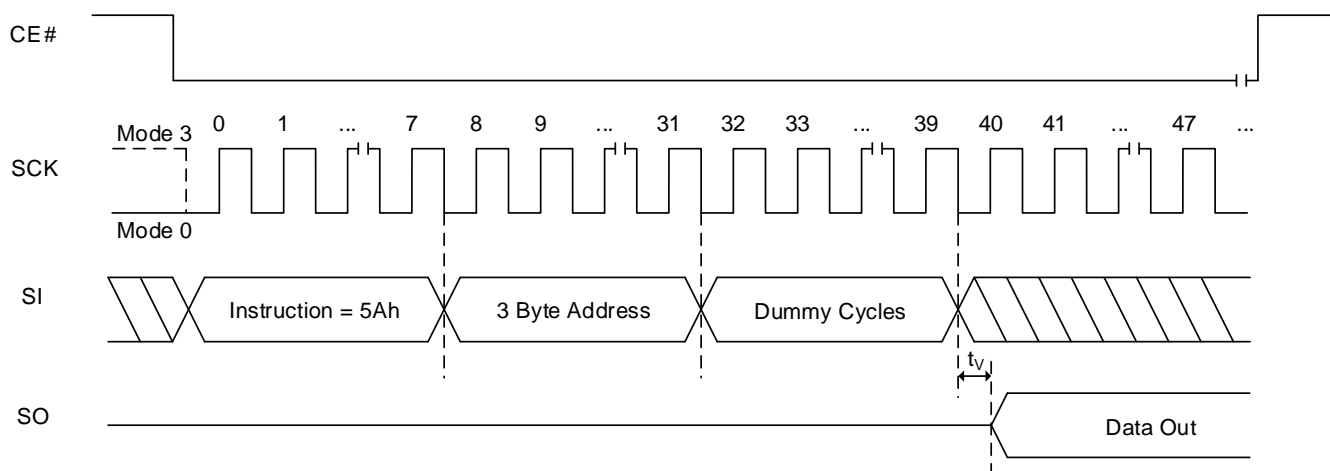 CE#
Mode 3 0 1 ... 7 8 9 ... 31 32 33 ... 39 40 41 ... 47 ...
SCK
Mode 0
SI Instruction = 5Ah 3 Byte Address Dummy Cycles
tV
SO Data Out